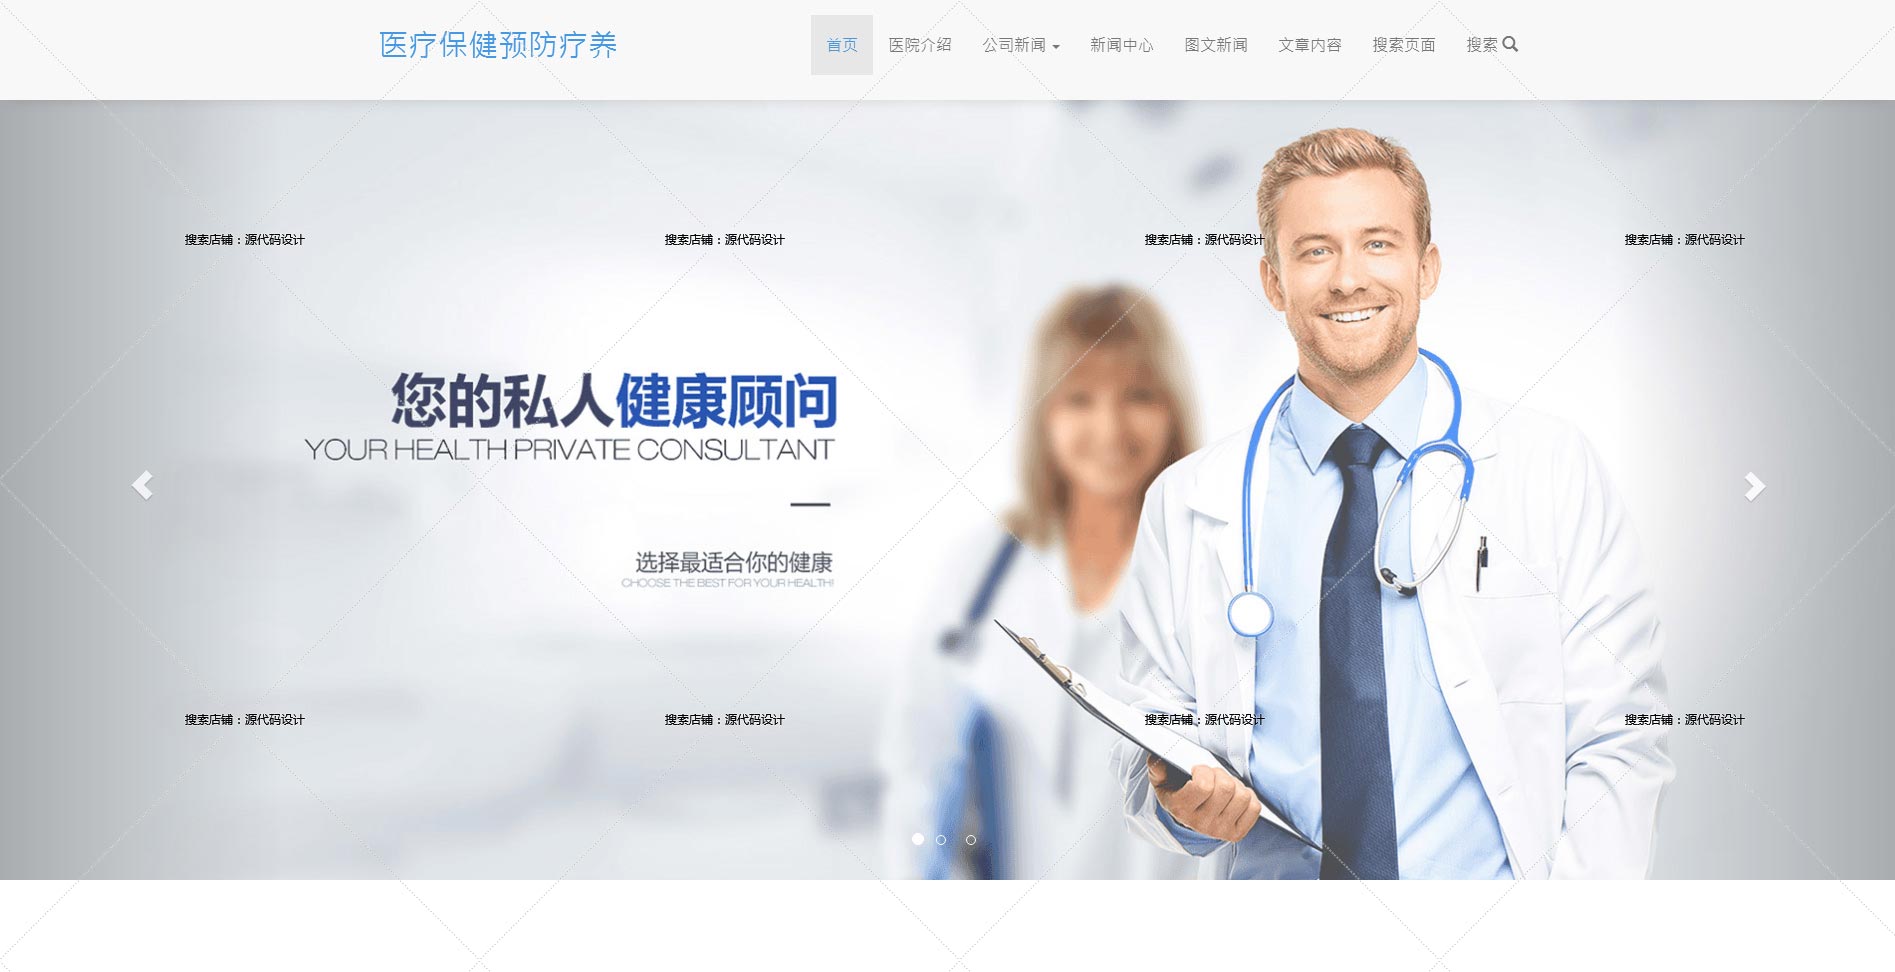 医疗保健预防疗养
首页 医院介绍 公司新闻 新闻中心 图文新闻 文章内容 搜索页面 搜索
搜索店铺：源代码设计 搜索店铺：源代码设计 搜索店铺：源代码设计 搜索店铺：源代码设计
您的私人健康顾问
YOUR HEALTH PRIVATE CONSULTANT
选择最适合你的健康
CHOOSE THE BEST FOR YOUR HEALTH!
搜索店铺：源代码设计 搜索店铺：源代码设计 搜索店铺：源代码设计 搜索店铺：源代码设计